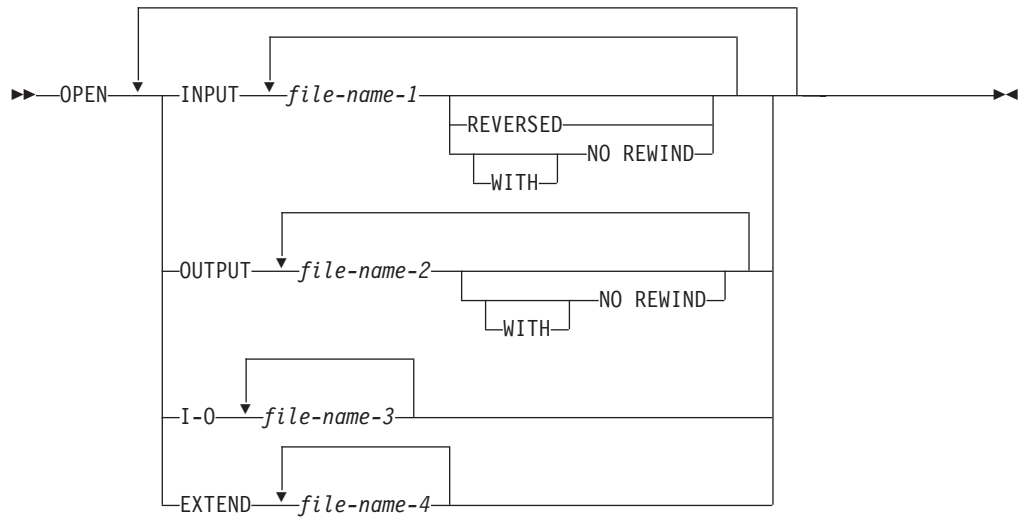 OPEN INPUT file-name-1
REVERSED
NO REWIND
WITH
OUTPUT file-name-2
NO REWIND
WITH
I-O file-name-3
EXTEND file-name-4